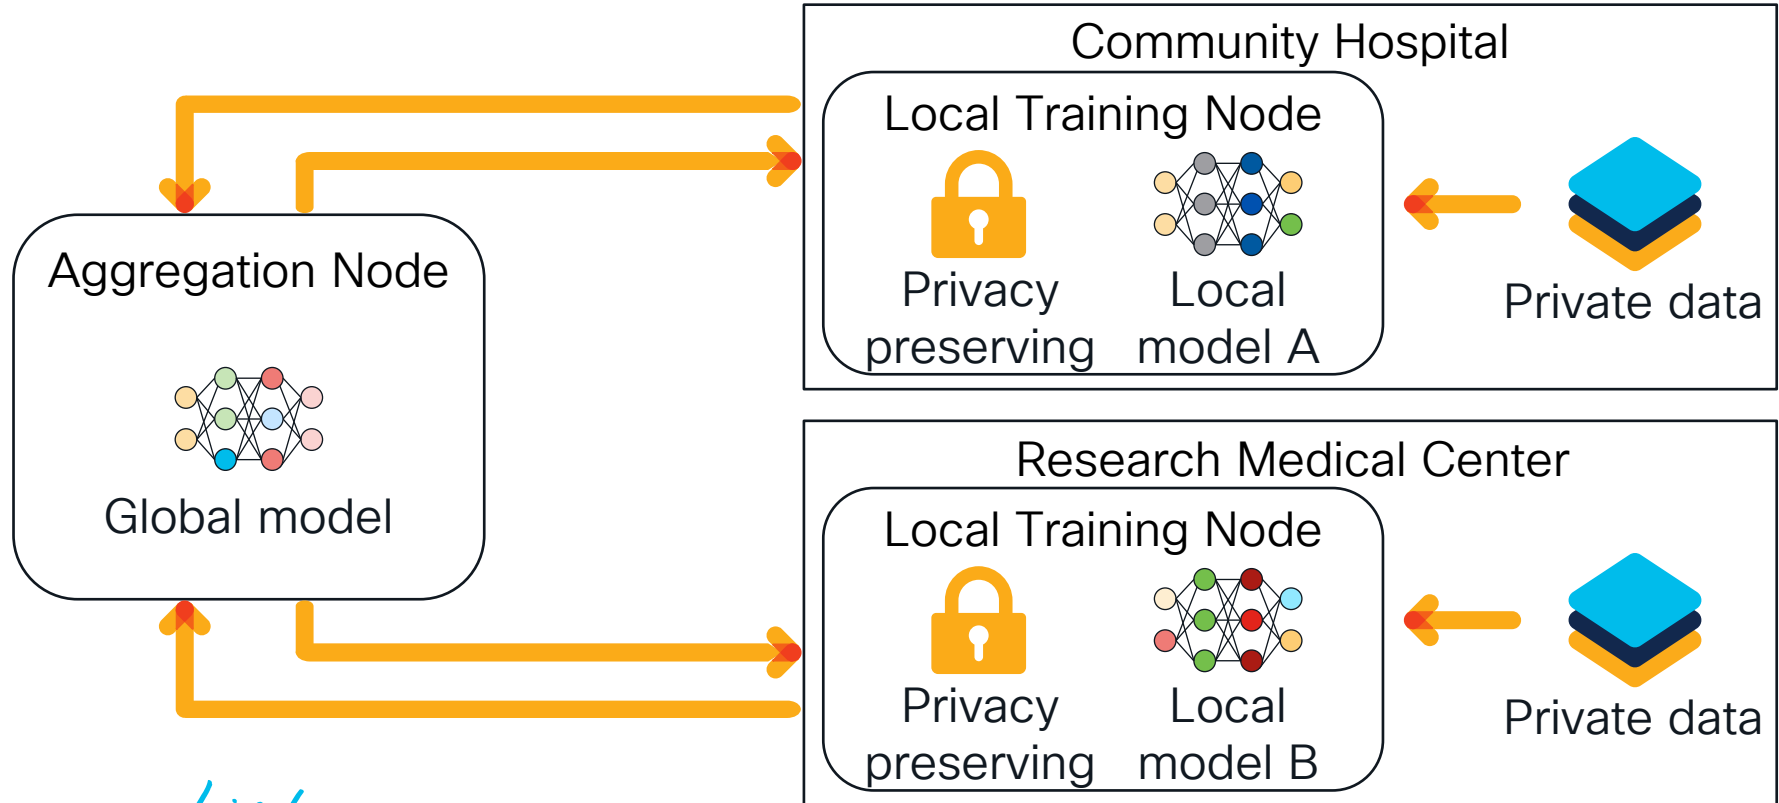 Community Hospital
Local Training Node
Privacy
preserving
Local
model A
Private data
Aggregation Node
Global model
Research Medical Center
Local Training Node
Privacy
preserving
Local
model B
Private data